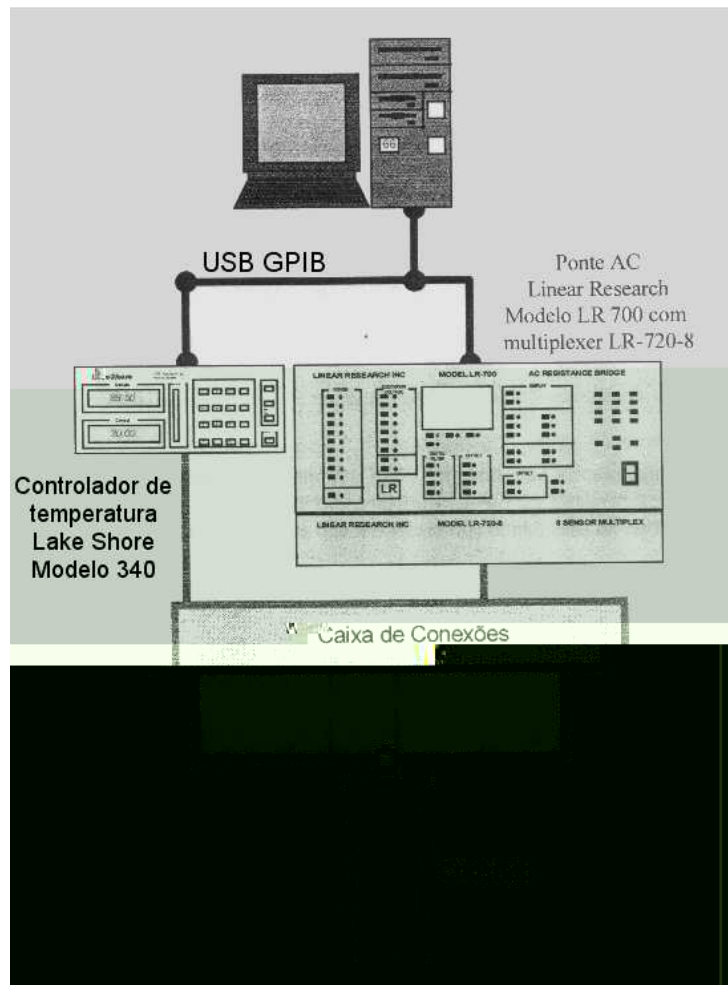 USB GPIB
Ponte AC
Linear Research
Modelo LR 700 com
multiplexer LR-720-8
LINEAR RESEARCH INC
MODEL LR-700
AC RESISTANCE BRIDGE
LR
LINEAR RESEARCH INC
MODEL LR-720-8
8 SENSOR MULTIPLEX
Controlador de
temperatura
Lake Shore
Modelo 340
Caixa de Conexões